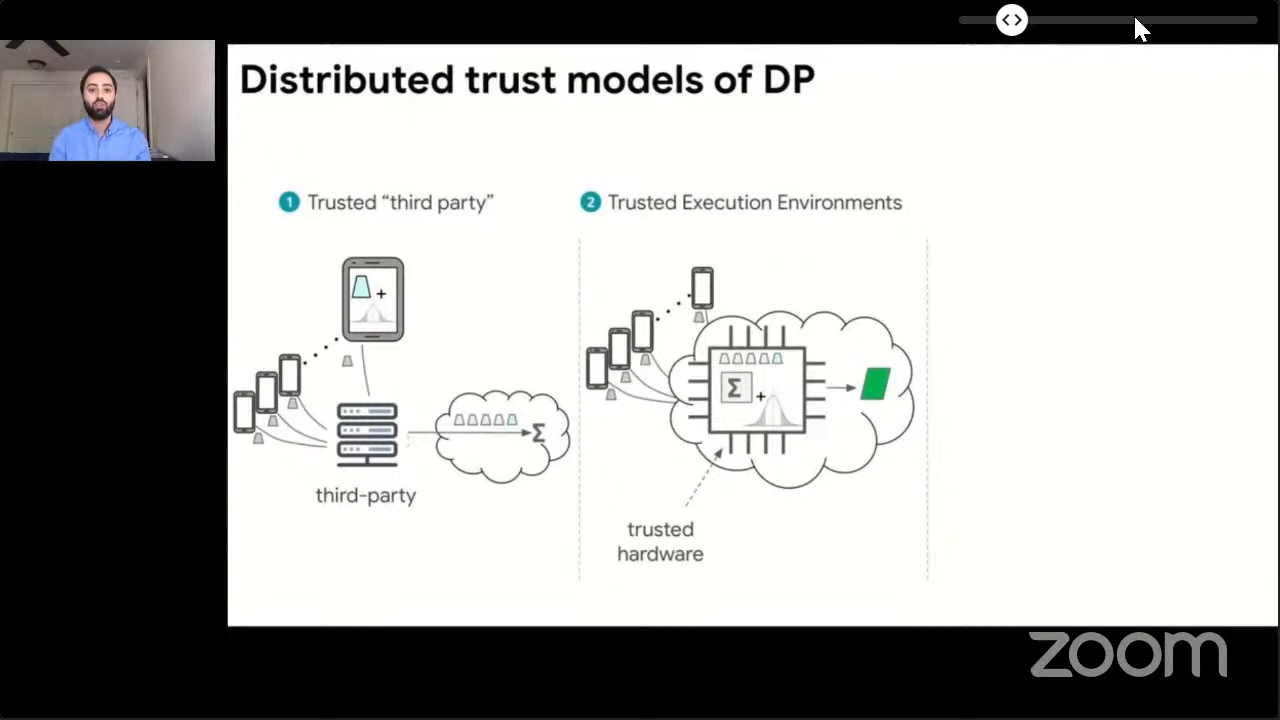 Distributed trust models of DP
1 Trusted “third party”
2 Trusted Execution Environments
+
Σ
+
Σ
third-party
trusted
hardware
zoom